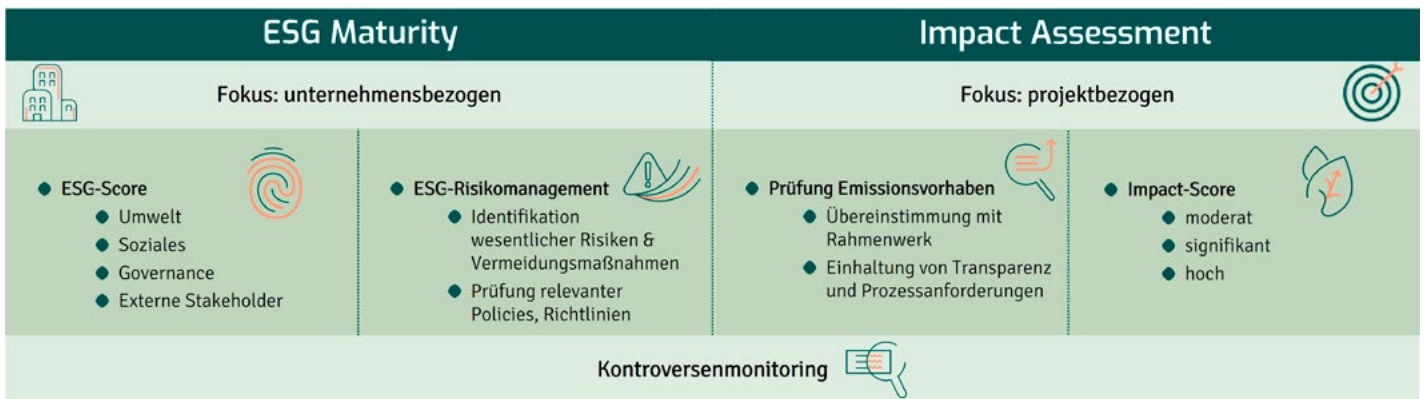 ESG Maturity
Impact Assessment
Fokus: unternehmensbezogen
Fokus: projektbezogen
ESG-Score
Umwelt
Soziales
Governance
Externe Stakeholder
ESG-Risikomanagement
Identifikation
wesentlicher Risiken &
Vermeidungsmaßnahmen
Prüfung relevanter
Policies, Richtlinien
Prüfung Emissionsvorhaben
Übereinstimmung mit
Rahmenwerk
Einhaltung von Transparenz
und Prozessanforderungen
Impact-Score
moderat
signifikant
hoch
Kontroversenmonitoring